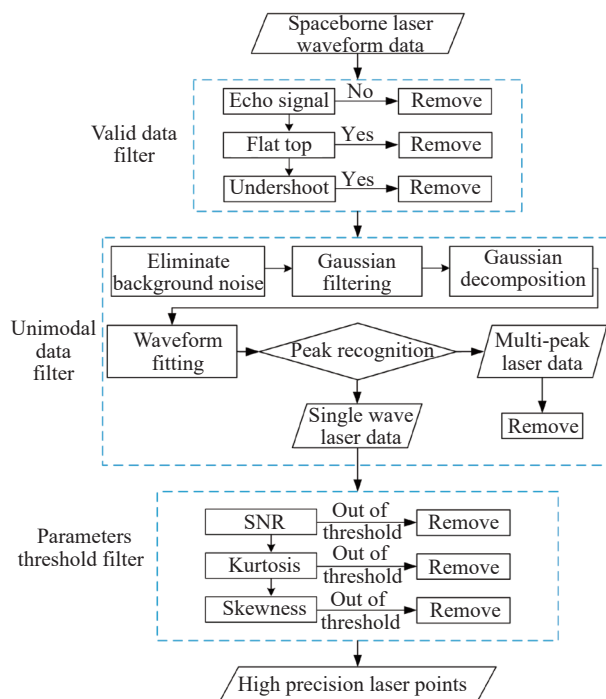 Spaceborne laser
waveform data
Valid data
filter
Echo signal
No
Remove
Flat top
Yes
Remove
Undershoot
Yes
Remove
Unimodal
data
filter
Eliminate
background noise
Gaussian
filtering
Gaussian
decomposition
Waveform
fitting
Peak recognition
Multi-peak
laser data
Remove
Single wave
laser data
Parameters
threshold filter
SNR
Out of
threshold
Remove
Kurtosis
Out of
threshold
Remove
Skewness
Out of
threshold
Remove
High precision laser points